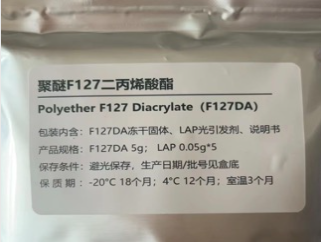 聚醚F127二丙烯酸酯
Polyether F127 Diacrylate（F127DA）
包装内含：F127DA冻干固体、LAP光引发剂、说明书
产品规格：F127DA 5g； LAP 0.05g*5
保存条件：避光保存，生产日期/批号见盒底
保 质 期 ：-20°C 18个月；4°C 12个月；室温3个月